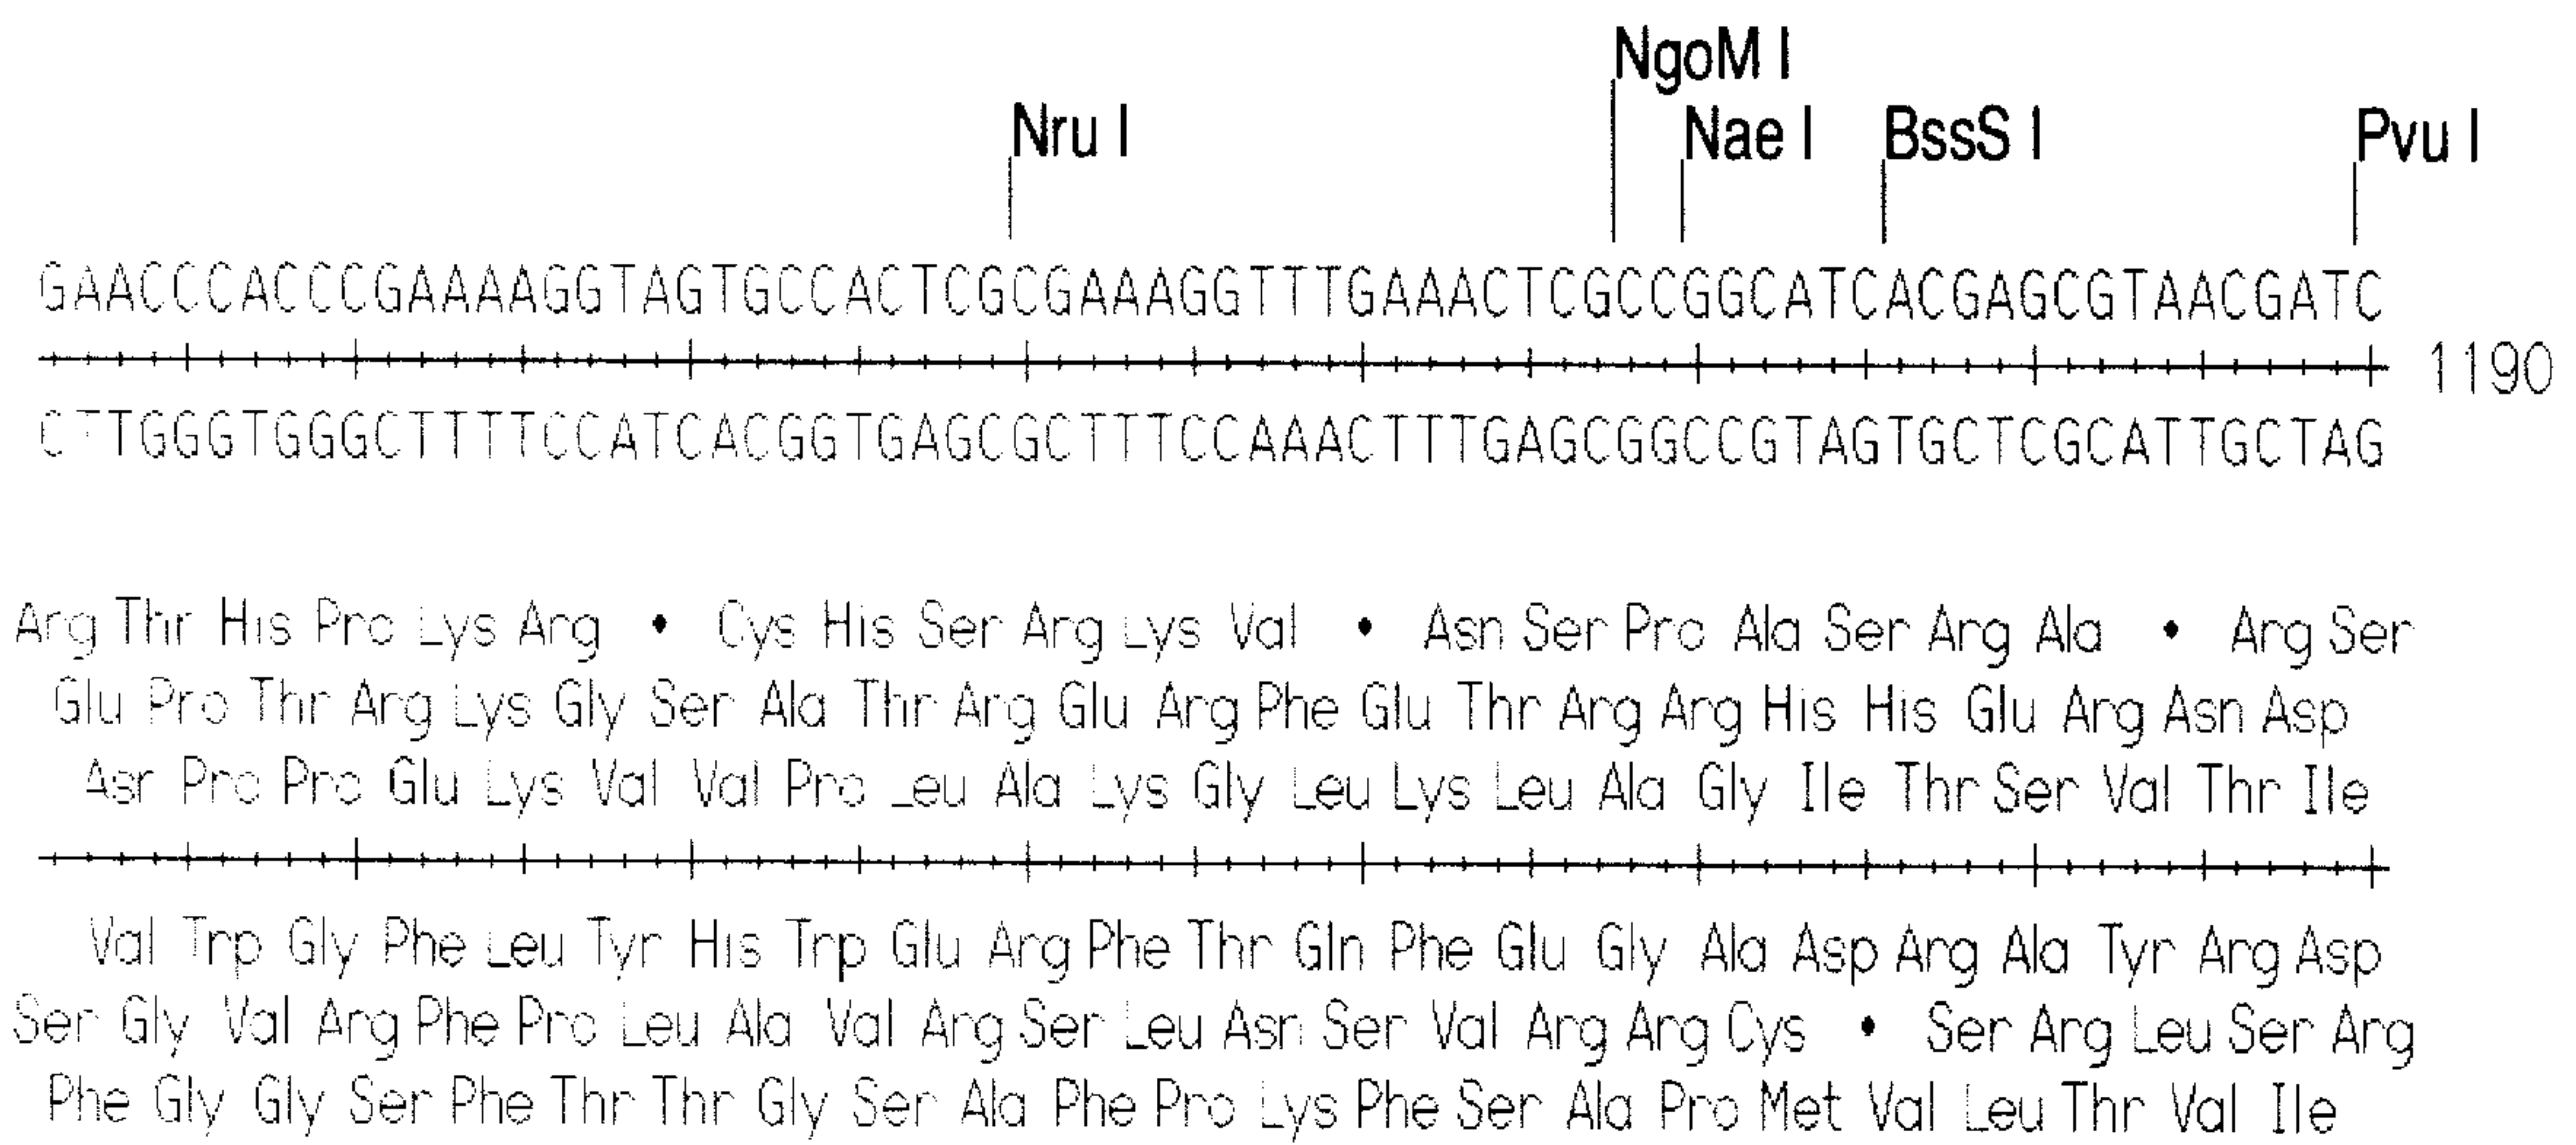 NgoM I
Nru I Nae I BssS I Pvu I
GAACCCACCCGAAAAGGTAGTGCCACTCGCGAAAGGTTTGAAACTCGCCGGCATCACGAGCGTAACGATC
1190
CTTGGGTGGGCTTTTCCATCACGGTGAGCGCTTTCCAAACTTTGAGCGGCCGTAGTGCTCGCATTGCTAG
Arg Thr His Pro Lys Arg • Cys His Ser Arg Lys Val • Asn Ser Pro Ala Ser Arg Ala • Arg Ser
Glu Pro Thr Arg Lys Gly Ser Ala Thr Arg Glu Arg Phe Glu Thr Arg Arg His His Glu Arg Asn Asp
Asn Pro Pro Glu Lys Val Val Pro Leu Ala Lys Gly Leu Lys Leu Ala Gly Ile Thr Ser Val Thr Ile
Val Trp Gly Phe Leu Tyr His Trp Glu Arg Phe Thr Gln Phe Glu Gly Ala Asp Arg Ala Tyr Arg Asp
Ser Gly Val Arg Phe Pro Leu Ala Val Arg Ser Leu Asn Ser Val Arg Arg Cys • Ser Arg Leu Ser Arg
Phe Gly Gly Ser Phe Thr Thr Gly Ser Ala Phe Pro Lys Phe Ser Ala Pro Met Val Leu Thr Val Ile